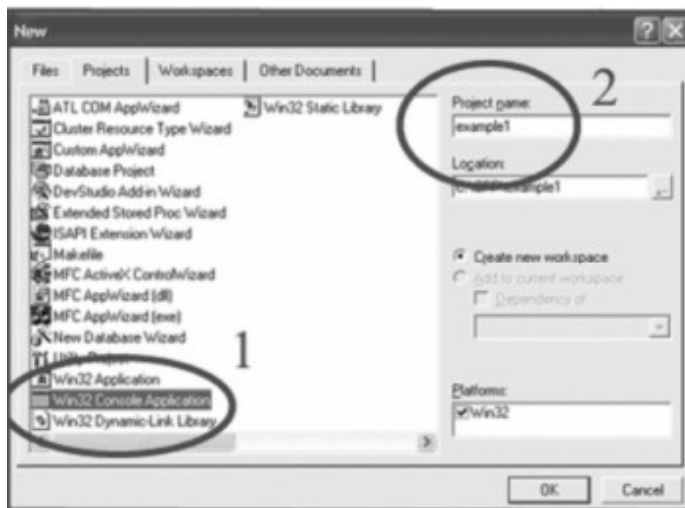 New
Files Projects Workspaces Other Documents
ATL COM AppWizard
Cluster Resource Type Wizard
Custom AppWizard
Database Project
DevStudio Add-in Wizard
Extended Stored Proc Wizard
ISAPI Extension Wizard
Makefile
MFC ActiveX ControlWizard
MFC AppWizard (dll)
MFC AppWizard (exe)
New Database Wizard
Utility Project
Win32 Application
Win32 Console Application
Win32 Dynamic-Link Library
Win32 Static Library
1
2
Project name:
example1
Location:
example1
...
Create new workspace
Add to current workspace
Dependency of
Platforms:
Win32
OK Cancel